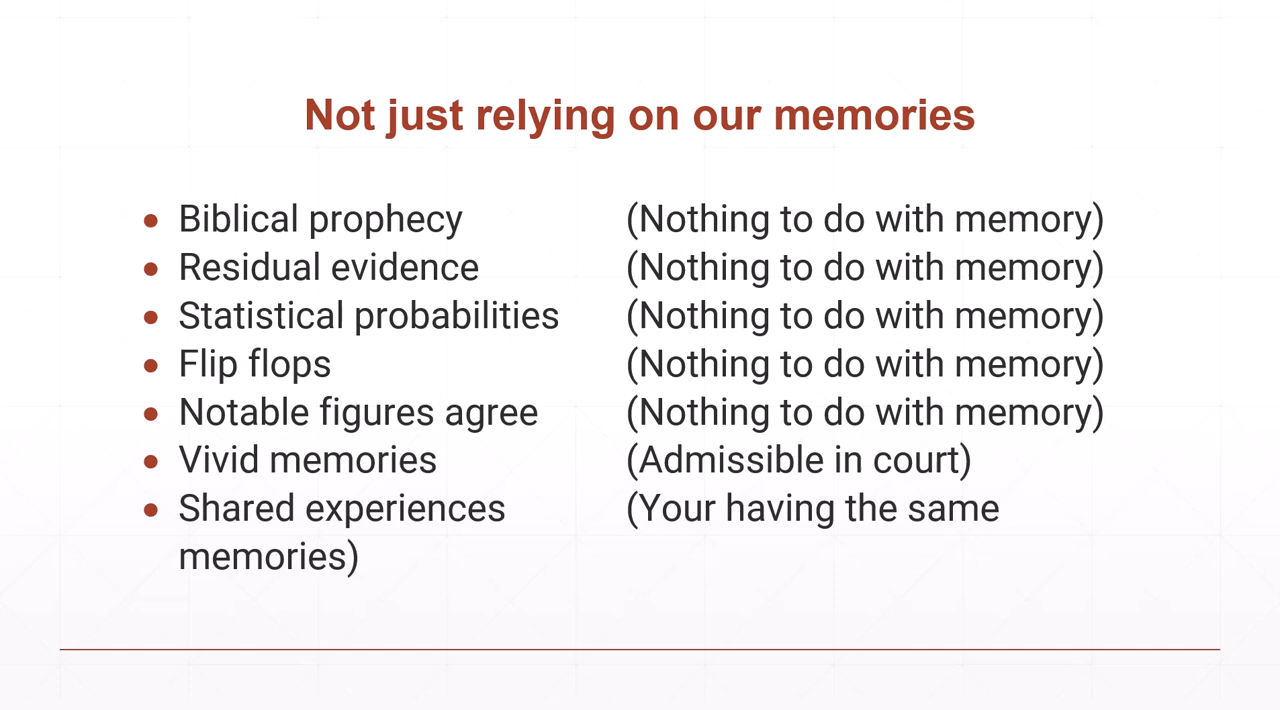 Not just relying on our memories
• Biblical prophecy (Nothing to do with memory)
• Residual evidence (Nothing to do with memory)
• Statistical probabilities (Nothing to do with memory)
• Flip flops (Nothing to do with memory)
• Notable figures agree (Nothing to do with memory)
• Vivid memories (Admissible in court)
• Shared experiences (Your having the same
memories)